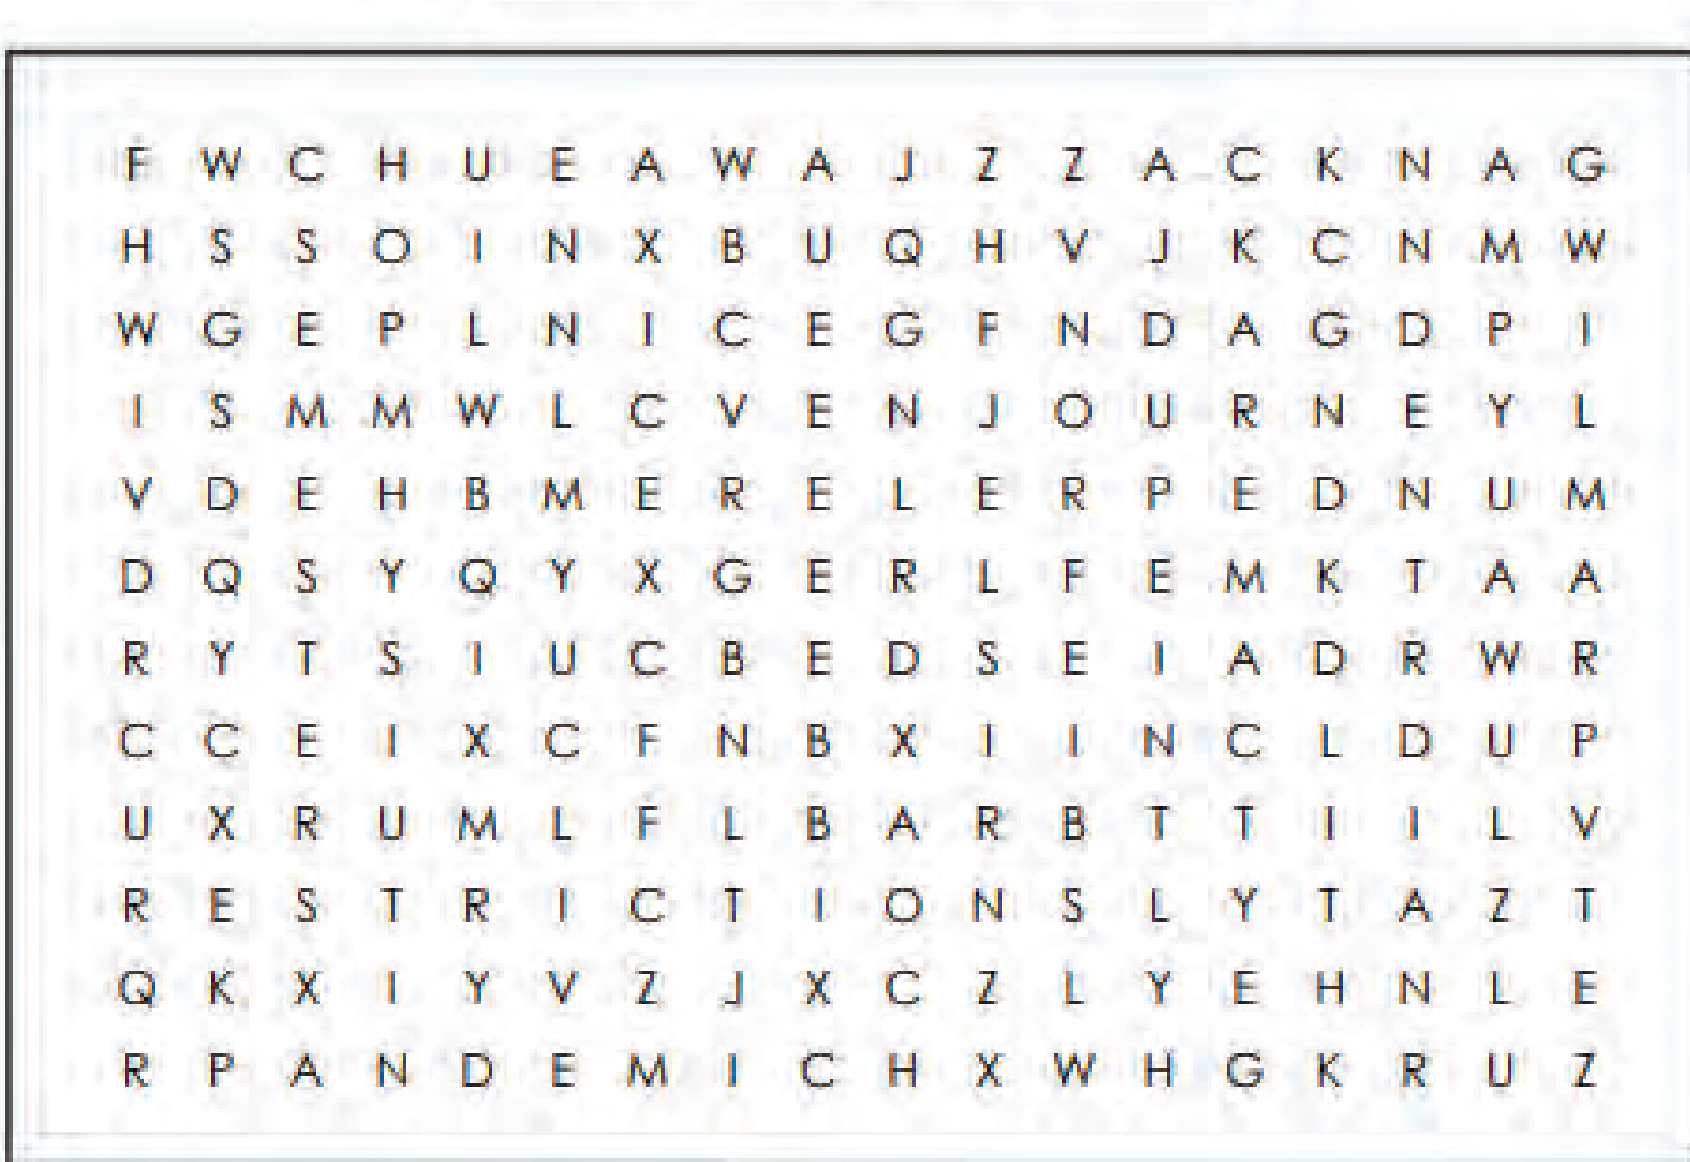 F W C H U E A W A J Z Z A C K N A G
H S S O I N X B U Q H V J K C N M W
W G E P L N I C E G F N D A G D P I
I S M M W L C V E N J O U R N E Y L
V D E H B M E R E L E R P E D N U M
D Q S Y Q Y X G E R L F E M K T A A
R Y T S I U C B E D S E I A D R W R
C C E I X C F N B X I I N C L D U P
U X R U M L F L B A R B T T I I L V
R E S T R I C T I O N S L Y T A Z T
Q K X I Y V Z J X C Z L Y E H N L E
R P A N D E M I C H X W H G K R U Z